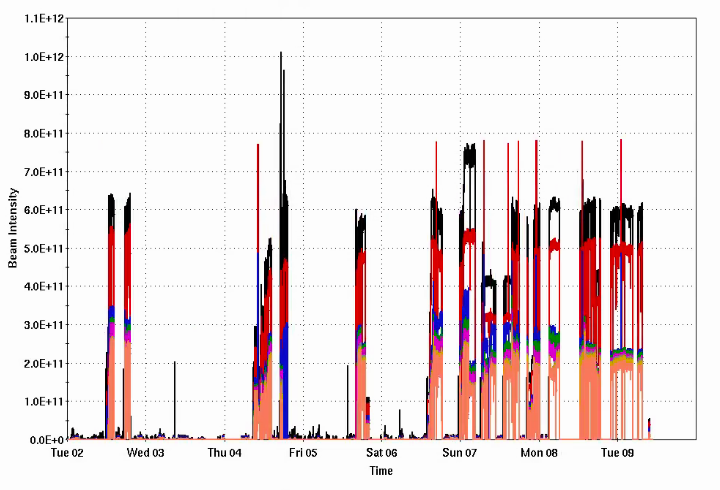 1.1E+12
1.0E+12
9.0E+11
8.0E+11
7.0E+11
6.0E+11
5.0E+11
4.0E+11
3.0E+11
2.0E+11
1.0E+11
0.0E+0
Beam Intensity
Tue 02 Wed 03 Thu 04 Fri 05 Sat 06 Sun 07 Mon 08 Tue 09
Time